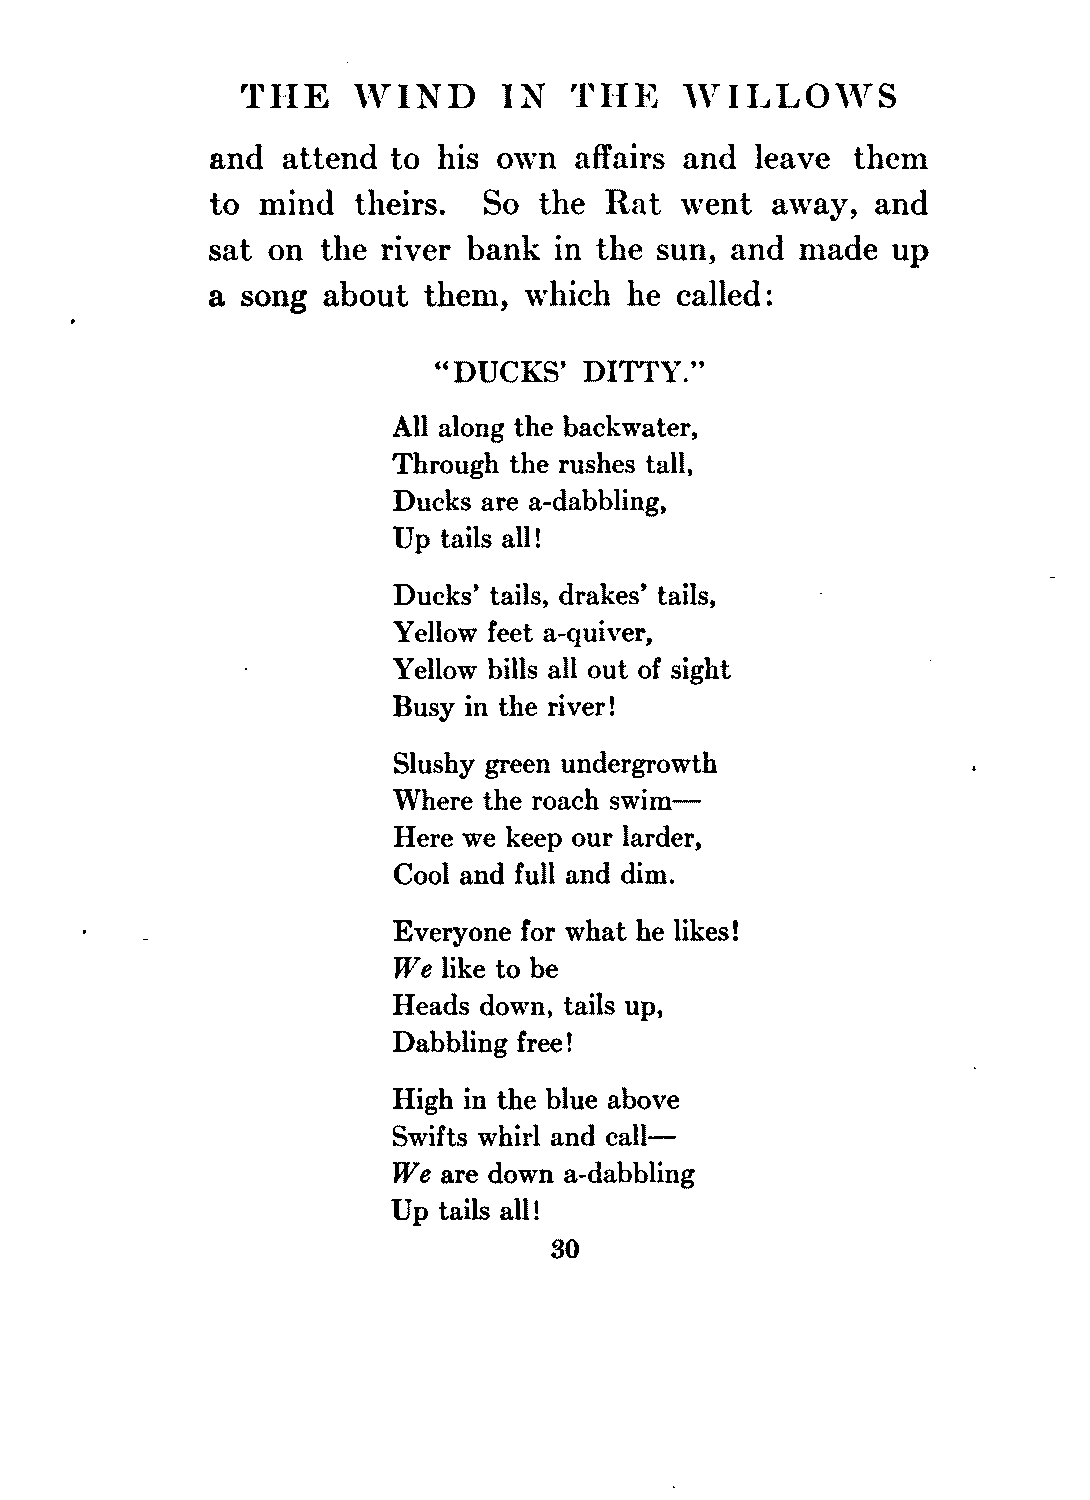 THE WIND IN THE WILLOWS
and attend to his own affairs and leave them
to mind theirs. So the Rat went away, and
sat on the river bank in the sun, and made up
a song about them, which he called:
“DUCKS’ DITTY.”
All along the backwater,
Through the rushes tall,
Ducks are a-dabbling,
Up tails all!
Ducks’ tails, drakes’ tails,
Yellow feet a-quiver,
Yellow bills all out of sight
Busy in the river!
Slushy green undergrowth
Where the roach swim—
Here we keep our larder,
Cool and full and dim.
Everyone for what he likes!
We like to be
Heads down, tails up,
Dabbling free!
High in the blue above
Swifts whirl and call—
We are down a-dabbling
Up tails all!
30